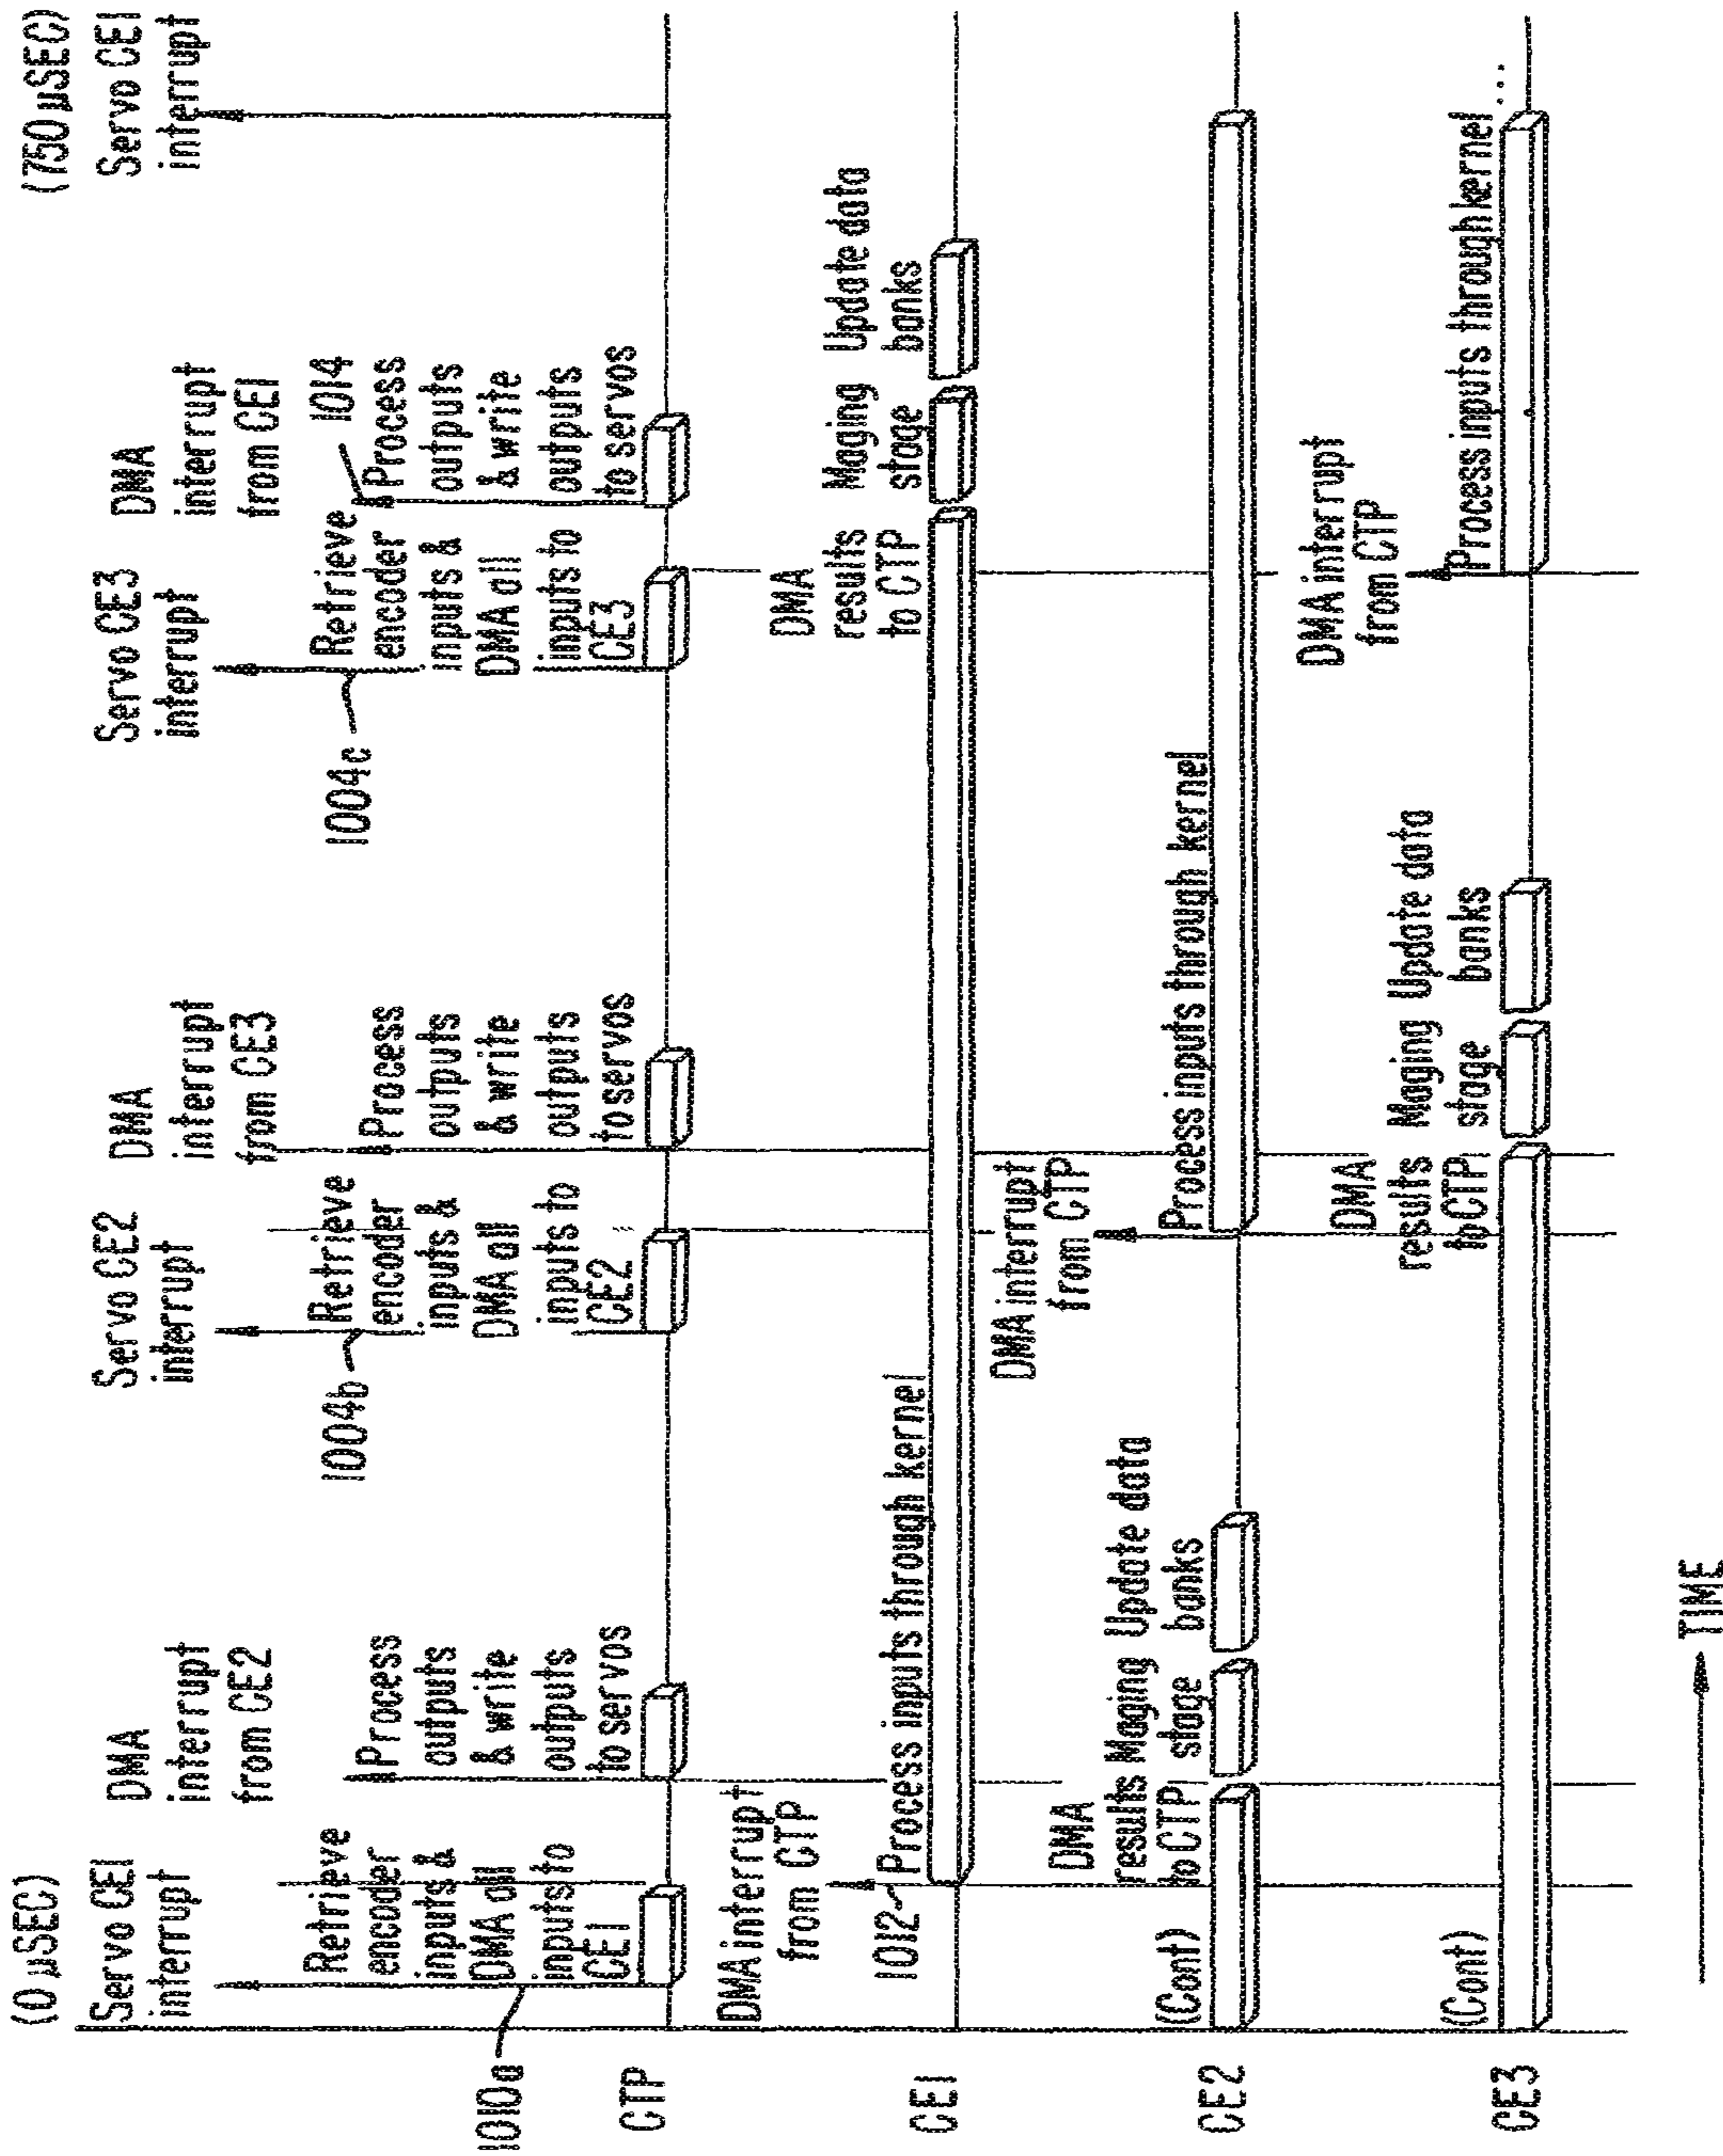 (0 µSEC)
Servo CE1
interrupt
DMA
interrupt
from CE2
Servo CE2
interrupt
DMA
interrupt
from CE3
Servo CE3
interrupt
DMA
interrupt
from CE1
(750 µSEC)
Servo CE1
interrupt
1010a
Retrieve
encoder
inputs &
DMA all
inputs to
CE1
Process
outputs
& write
outputs
to servos
1004b
Retrieve
encoder
inputs &
DMA all
inputs to
CE2
Process
outputs
& write
outputs
to servos
1004c
Retrieve
encoder
inputs &
DMA all
inputs to
CE3
1014
Process
outputs
& write
outputs
to servos
CTP
DMA interrupt
from CTP
1012
Process inputs through kernel
DMA
results
to CTP
Maging
stage
Update data
banks
CE1
(Cont)
DMA
results
to CTP
Maging
stage
Update data
banks
DMA interrupt
from CTP
Process inputs through kernel
CE2
(Cont)
DMA
results
to CTP
Maging
stage
Update data
banks
DMA interrupt
from CTP
Process inputs through kernel ...
CE3
TIME